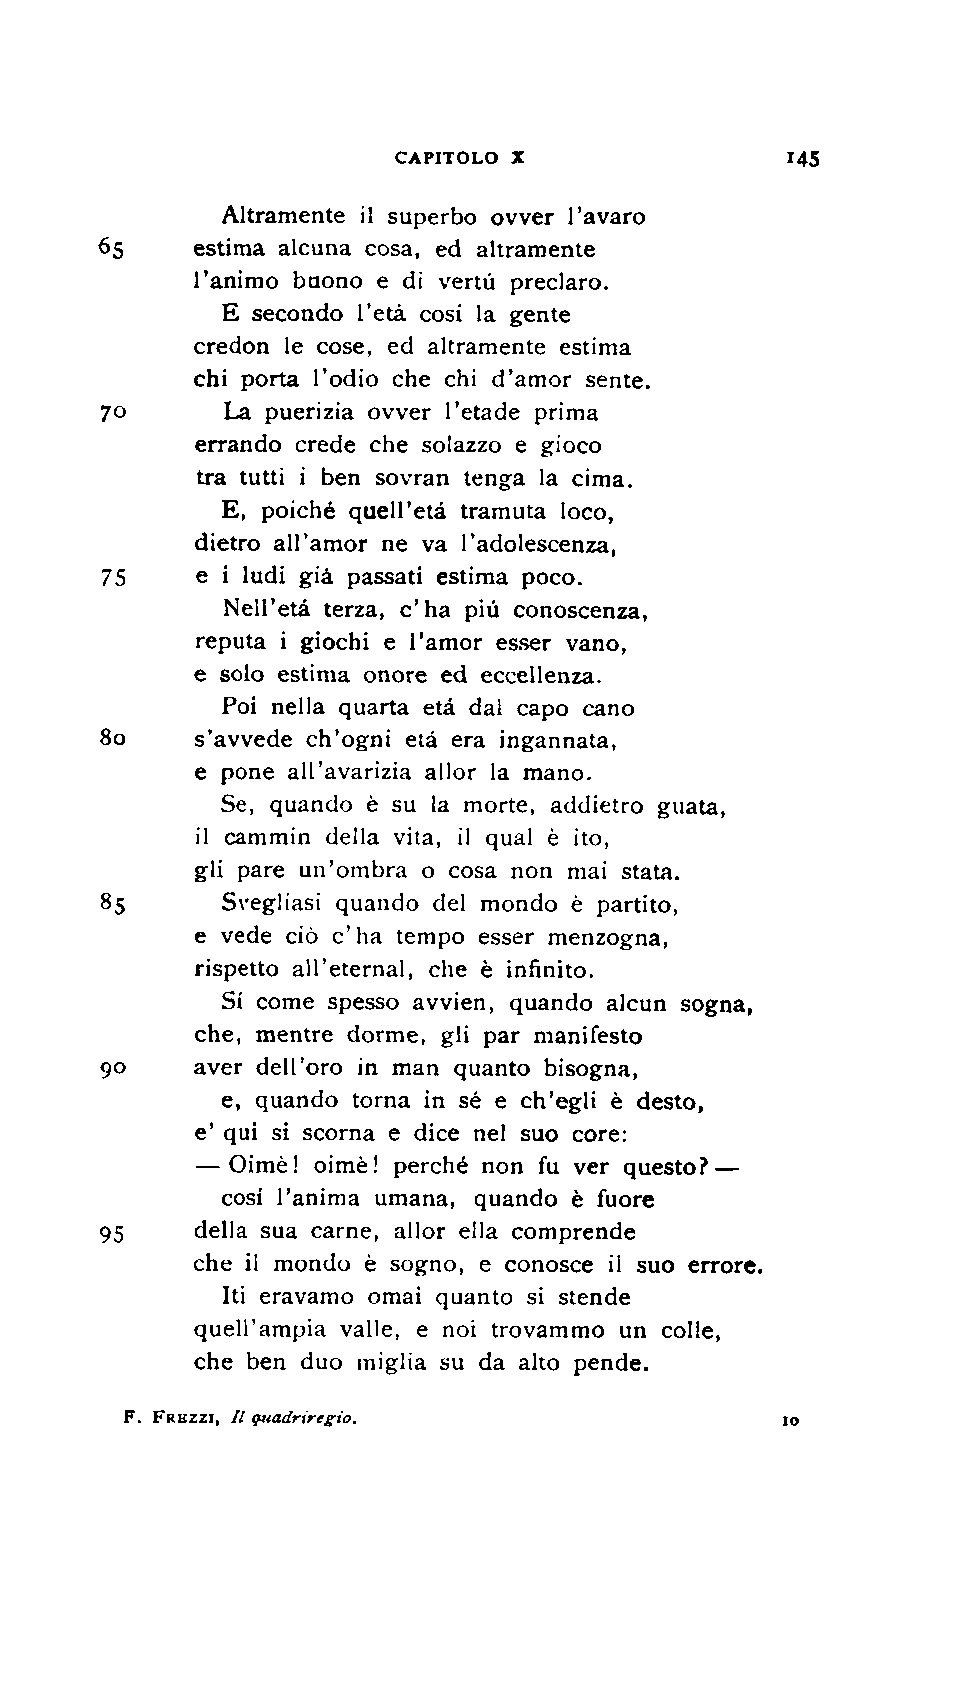 CAPITOLO X 145
Altramente il superbo ovver l'avaro
65 estima alcuna cosa, ed altramente
l'animo buono e di vertú preclaro.
E secondo l'etá cosí la gente
credon le cose, ed altramente estima
chi porta l'odio che chi d'amor sente.
70 La puerizia ovver l'etade prima
errando crede che solazzo e gioco
tra tutti i ben sovran tenga la cima.
E, poiché quell'etá tramuta loco,
dietro all'amor ne va l'adolescenza,
75 e i ludi giá passati estima poco.
Nell'etá terza, c'ha piú conoscenza,
reputa i giochi e l'amor esser vano,
e solo estima onore ed eccellenza.
Poi nella quarta etá dal capo cano
80 s'avvede ch'ogni etá era ingannata,
e pone all'avarizia allor la mano.
Se, quando è su la morte, addietro guata,
il cammin della vita, il qual è ito,
gli pare un'ombra o cosa non mai stata.
85 Svegliasi quando del mondo è partito,
e vede ciò c'ha tempo esser menzogna,
rispetto all'eternal, che è infinito.
Sí come spesso avvien, quando alcun sogna,
che, mentre dorme, gli par manifesto
90 aver dell'oro in man quanto bisogna,
e, quando torna in sé e ch'egli è desto,
e' qui si scorna e dice nel suo core:
— Oimè! oimè! perché non fu ver questo? —
cosí l'anima umana, quando è fuore
95 della sua carne, allor ella comprende
che il mondo è sogno, e conosce il suo errore.
Iti eravamo omai quanto si stende
quell'ampia valle, e noi trovammo un colle,
che ben duo miglia su da alto pende.
F. FREZZI, Il quadriregio. 10